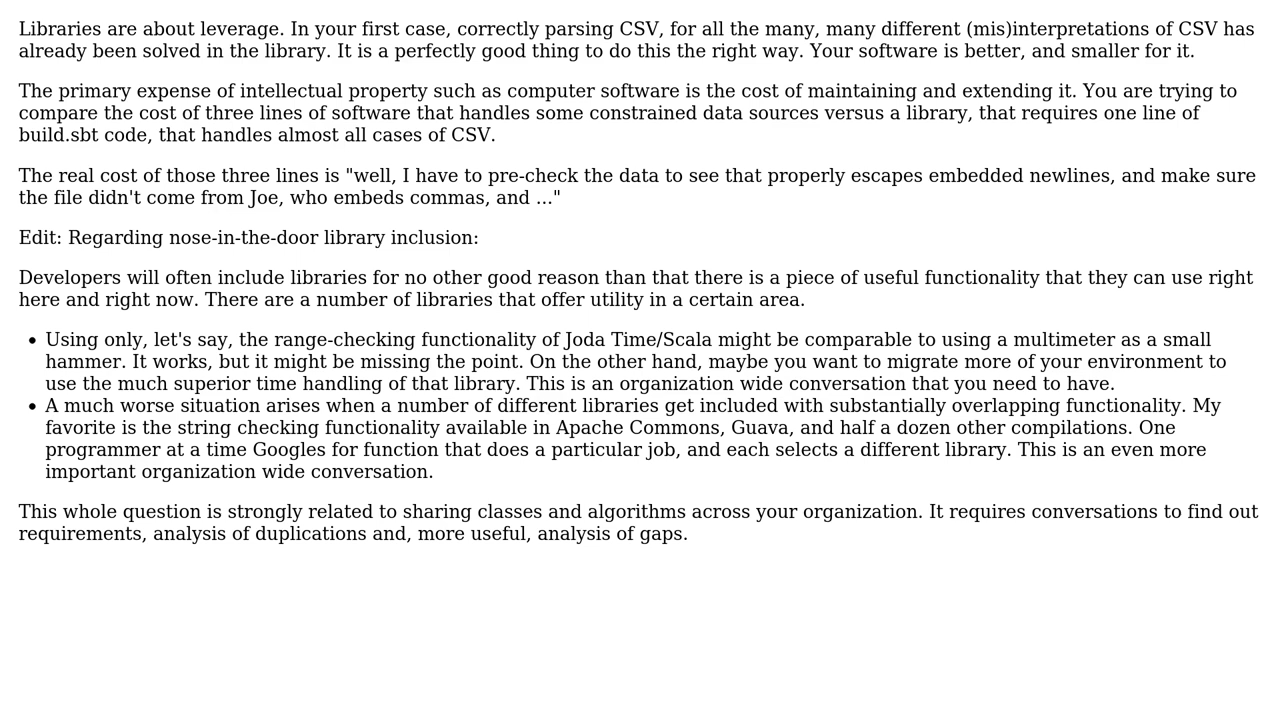 Libraries are about leverage. In your first case, correctly parsing CSV, for all the many, many different (mis)interpretations of CSV has
already been solved in the library. It is a perfectly good thing to do this the right way. Your software is better, and smaller for it.
The primary expense of intellectual property such as computer software is the cost of maintaining and extending it. You are trying to
compare the cost of three lines of software that handles some constrained data sources versus a library, that requires one line of
build.sbt code, that handles almost all cases of CSV.
The real cost of those three lines is "well, I have to pre-check the data to see that properly escapes embedded newlines, and make sure
the file didn't come from Joe, who embeds commas, and ..."
Edit: Regarding nose-in-the-door library inclusion:
Developers will often include libraries for no other good reason than that there is a piece of useful functionality that they can use right
here and right now. There are a number of libraries that offer utility in a certain area.
• Using only, let's say, the range-checking functionality of Joda Time/Scala might be comparable to using a multimeter as a small
hammer. It works, but it might be missing the point. On the other hand, maybe you want to migrate more of your environment to
use the much superior time handling of that library. This is an organization wide conversation that you need to have.
• A much worse situation arises when a number of different libraries get included with substantially overlapping functionality. My
favorite is the string checking functionality available in Apache Commons, Guava, and half a dozen other compilations. One
programmer at a time Googles for function that does a particular job, and each selects a different library. This is an even more
important organization wide conversation.
This whole question is strongly related to sharing classes and algorithms across your organization. It requires conversations to find out
requirements, analysis of duplications and, more useful, analysis of gaps.